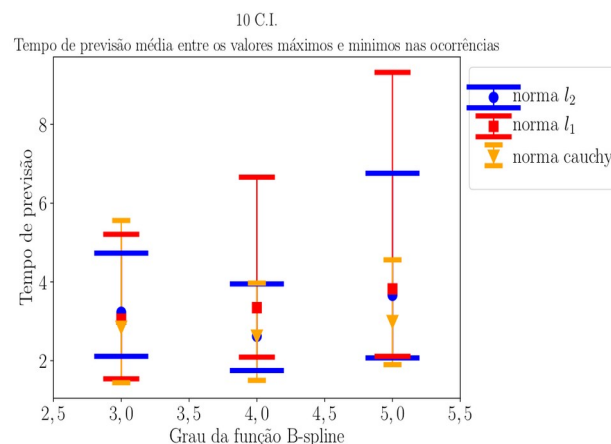 10 C.I.
Tempo de previsão média entre os valores máximos e minimos nas ocorrências
norma l₂
norma l₁
norma cauchy
Tempo de previsão
8
6
4
2
2,5 3,0 3,5 4,0 4,5 5,0 5,5
Grau da função B-spline